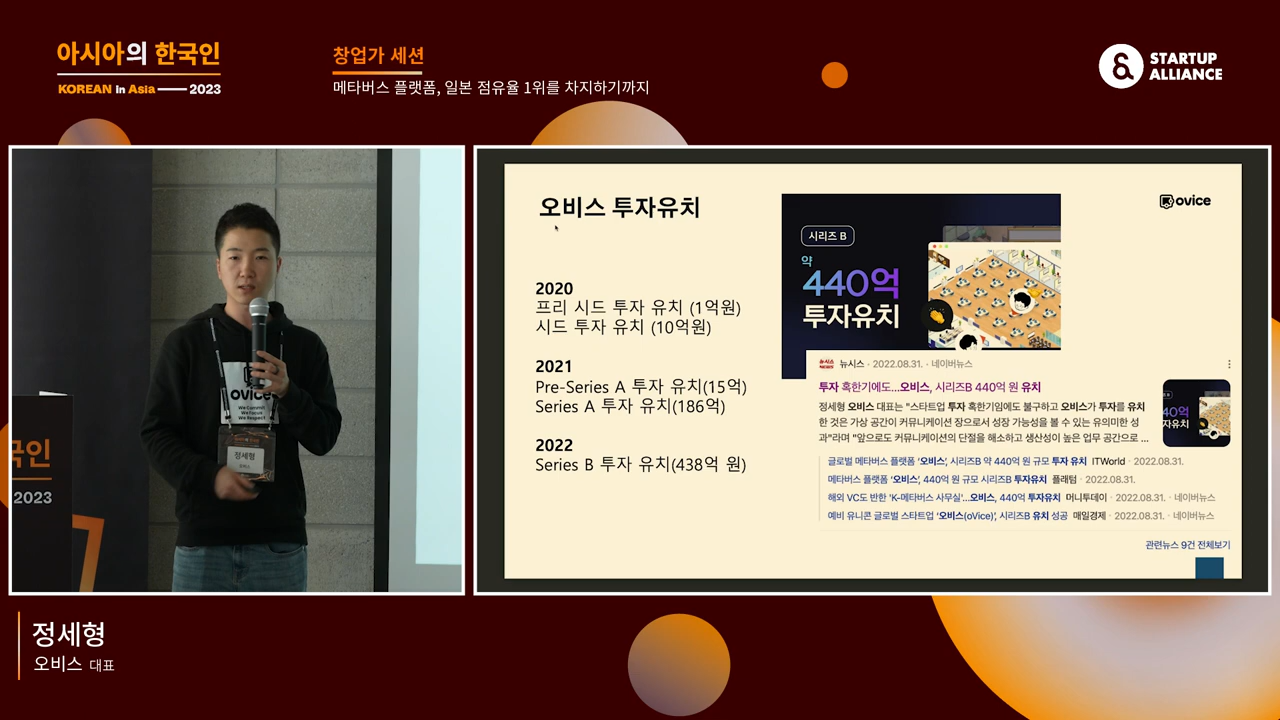 아시아의 한국인
KOREAN in Asia 2023
창업가 세션
메타버스 플랫폼, 일본 점유율 1위를 차지하기까지
STARTUP
ALLIANCE
ovice
We Commit
We Focus
We Respect
정세형
국인
2023
오비스 투자유치
ovice
2020
프리 시드 투자 유치 (1억원)
시드 투자 유치 (10억원)
2021
Pre-Series A 투자 유치(15억)
Series A 투자 유치(186억)
2022
Series B 투자 유치(438억 원)
시리즈 B
약
440억
투자유치
뉴시스 · 2022.08.31. · 네이버뉴스
투자 혹한기에도...오비스, 시리즈B 440억 원 유치
정세형 오비스 대표는 "스타트업 투자 혹한기임에도 불구하고 오비스가 투자를 유치
한 것은 가상 공간이 커뮤니케이션 장으로서 성장 가능성을 볼 수 있는 유의미한 성
과"라며 "앞으로도 커뮤니케이션의 단절을 해소하고 생산성이 높은 업무 공간으로 ...
40억
자유치
글로벌 메타버스 플랫폼 '오비스', 시리즈B 약 440억 원 규모 투자 유치 ITWorld · 2022.08.31.
메타버스 플랫폼 '오비스', 440억 원 규모 시리즈B 투자유치 플래텀 · 2022.08.31.
해외 VC도 반한 'K-메타버스 사무실'...오비스, 440억 투자유치 머니투데이 · 2022.08.31. · 네이버뉴스
예비 유니콘 글로벌 스타트업 '오비스(oVice)', 시리즈B 유치 성공 매일경제 · 2022.08.31. · 네이버뉴스
관련뉴스 9건 전체보기
정세형
오비스 대표